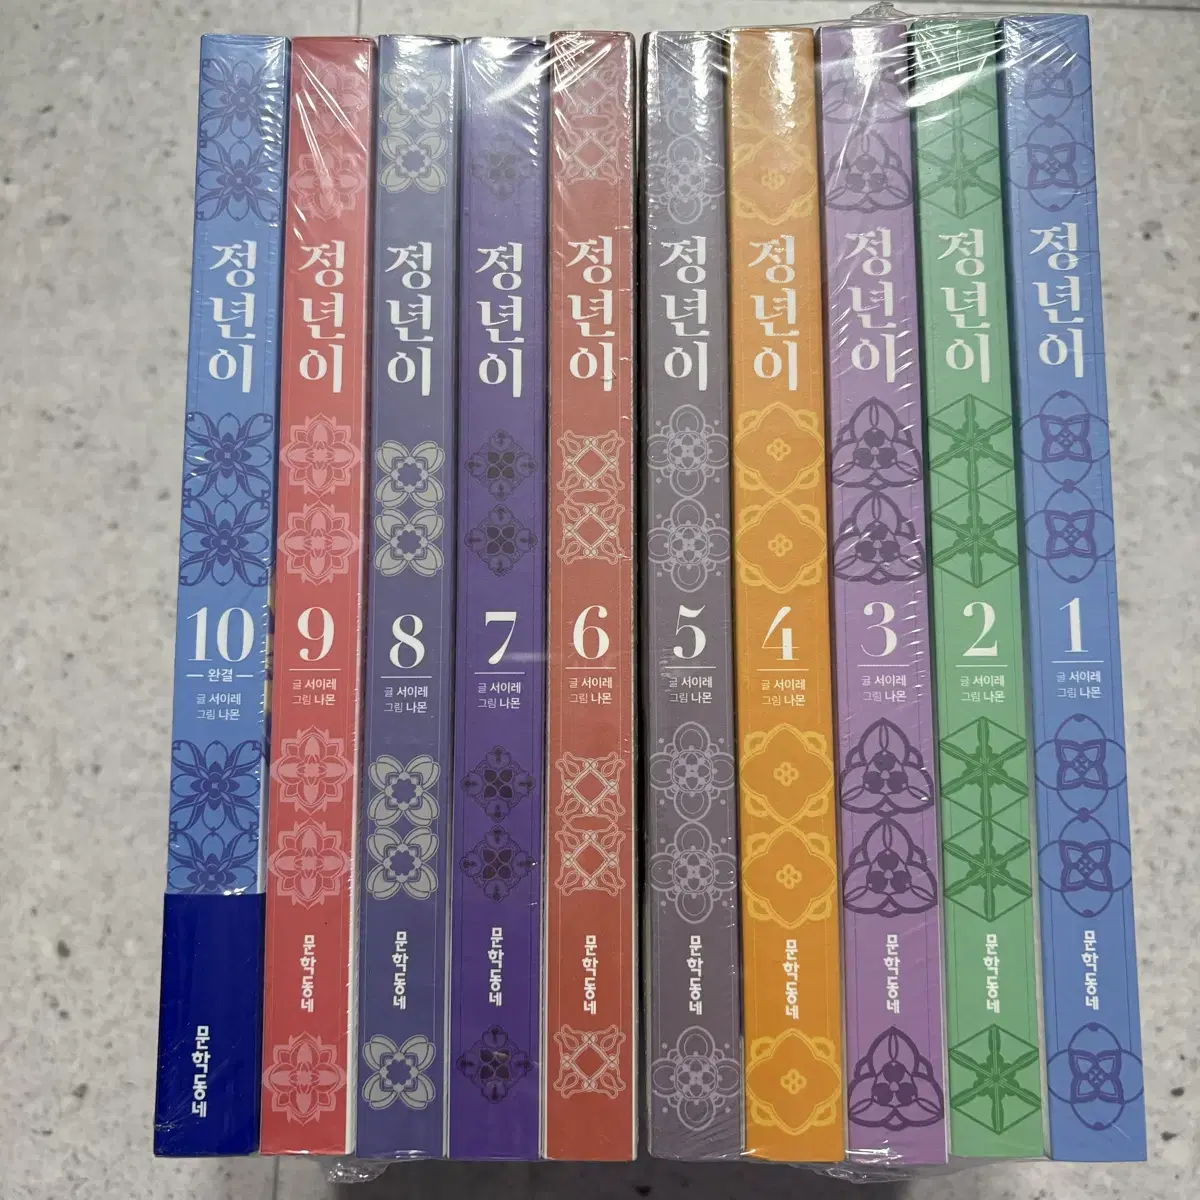 정년이
10
완결
글 서이레
그림 나몬
문학동네
정년이
9
글 서이레
그림 나몬
문학동네
정년이
8
글 서이레
그림 나몬
문학동네
정년이
7
글 서이레
그림 나몬
문학동네
정년이
6
글 서이레
그림 나몬
문학동네
정년이
5
글 서이레
그림 나몬
문학동네
정년이
4
글 서이레
그림 나몬
문학동네
정년이
3
글 서이레
그림 나몬
문학동네
정년이
2
글 서이레
그림 나몬
문학동네
정년이
1
글 서이레
그림 나몬
문학동네